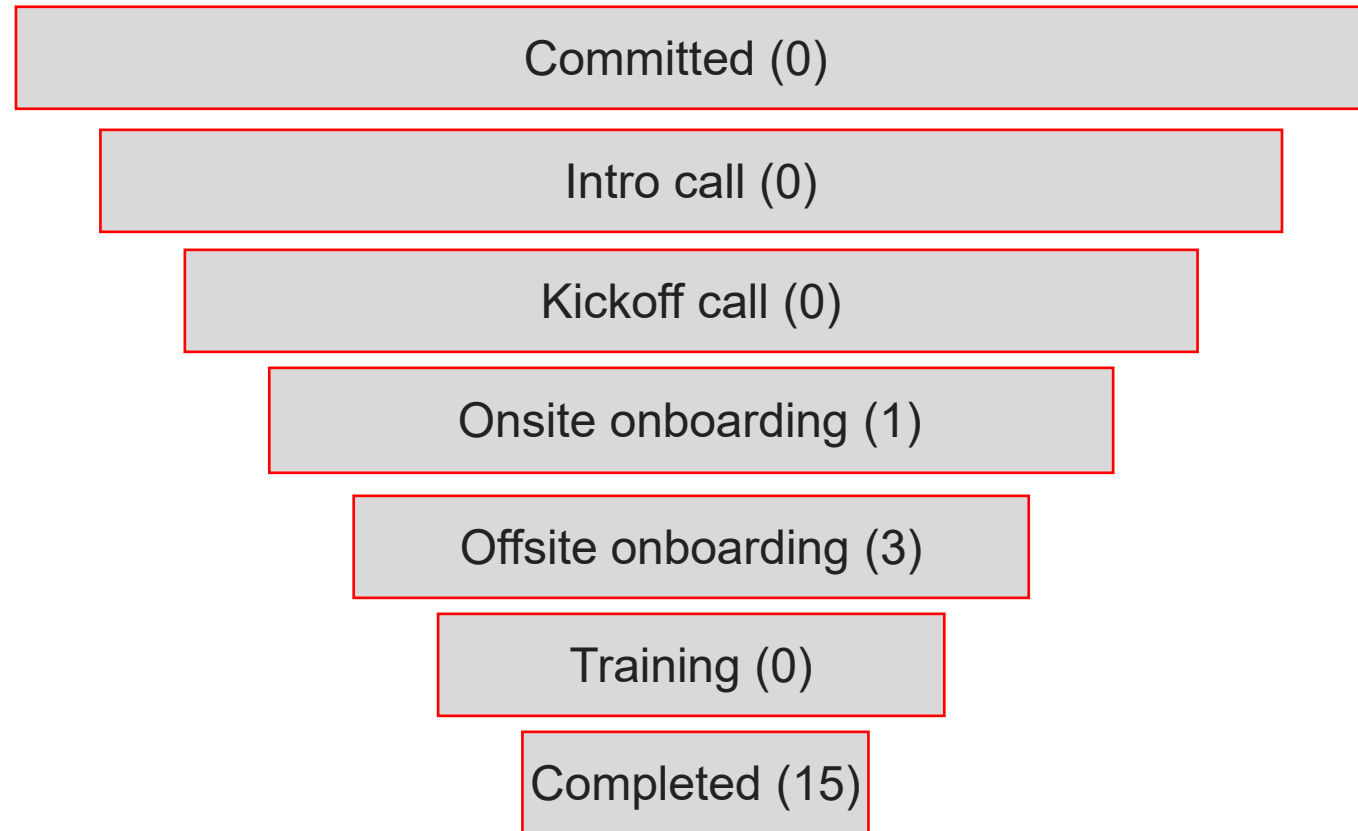 Committed (0)
Intro call (0)
Kickoff call (0)
Onsite onboarding (1)
Offsite onboarding (3)
Training (0)
Completed (15)